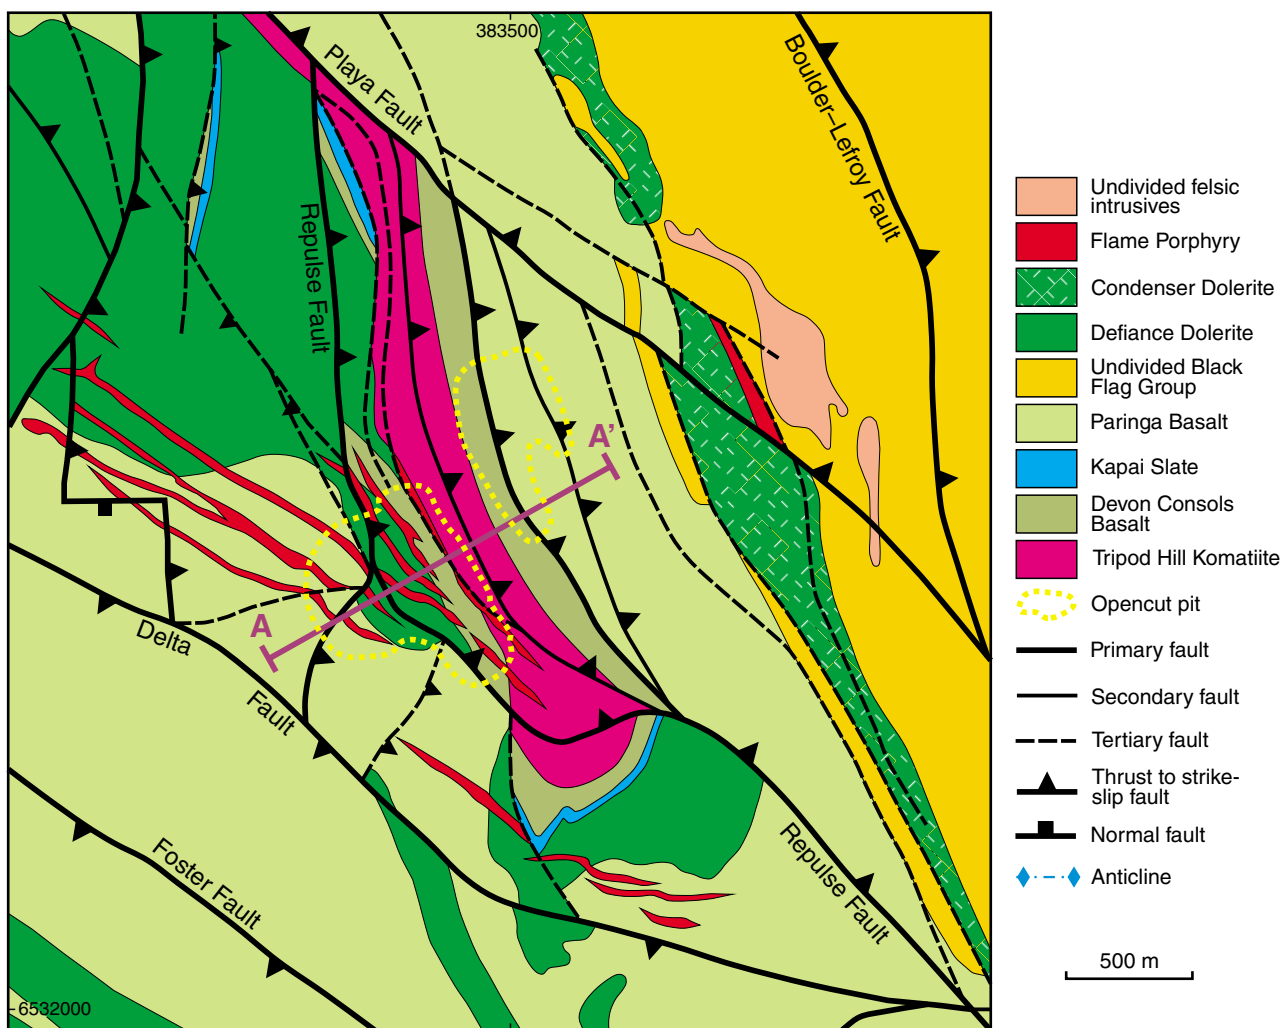 383500
Playa Fault
Boulder–Lefroy Fault
Repulse Fault
A
A’
Delta
Fault
Foster Fault
Repulse Fault
6532000
Undivided felsic
intrusives
Flame Porphyry
Condenser Dolerite
Defiance Dolerite
Undivided Black
Flag Group
Paringa Basalt
Kapai Slate
Devon Consols
Basalt
Tripod Hill Komatiite
Opencut pit
Primary fault
Secondary fault
Tertiary fault
Thrust to strike-
slip fault
Normal fault
Anticline
500 m